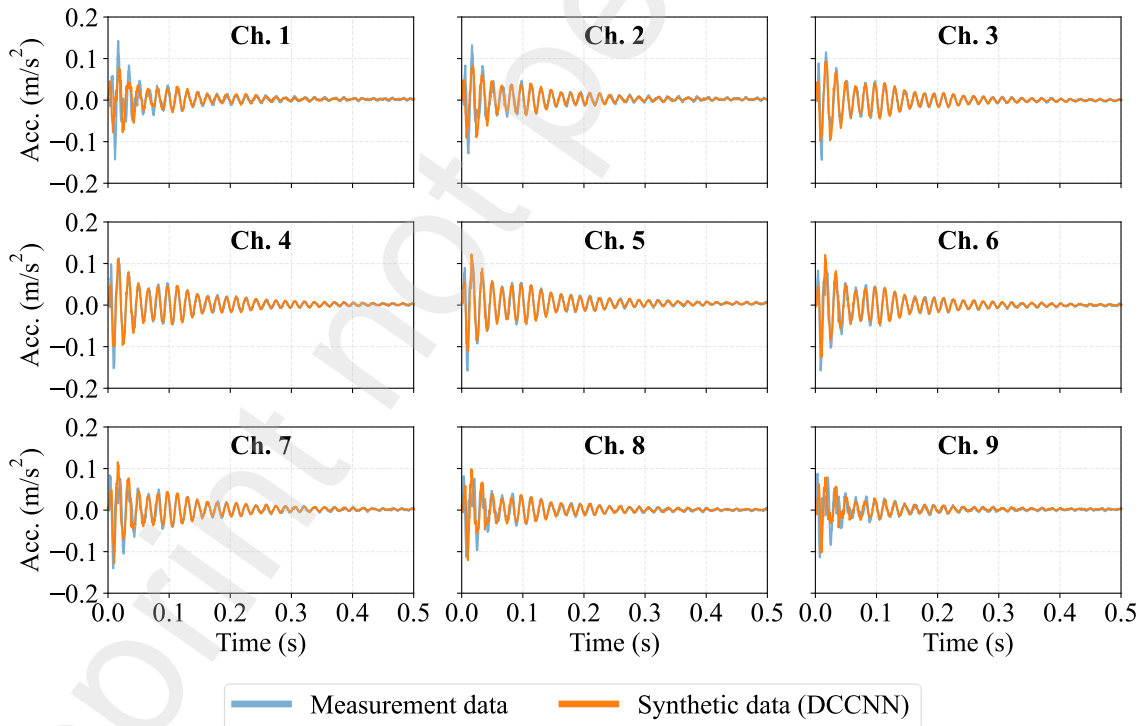 Ch. 1
Ch. 2
Ch. 3
Acc. (m/s²)
0.2
0.1
0.0
−0.1
−0.2
Ch. 4
Ch. 5
Ch. 6
Acc. (m/s²)
0.2
0.1
0.0
−0.1
−0.2
Ch. 7
Ch. 8
Ch. 9
Acc. (m/s²)
0.2
0.1
0.0
−0.1
−0.2
0.0 0.1 0.2 0.3 0.4 0.5
0.0 0.1 0.2 0.3 0.4 0.5
0.0 0.1 0.2 0.3 0.4 0.5
Time (s)
Time (s)
Time (s)
Measurement data
Synthetic data (DCCNN)
print not pe